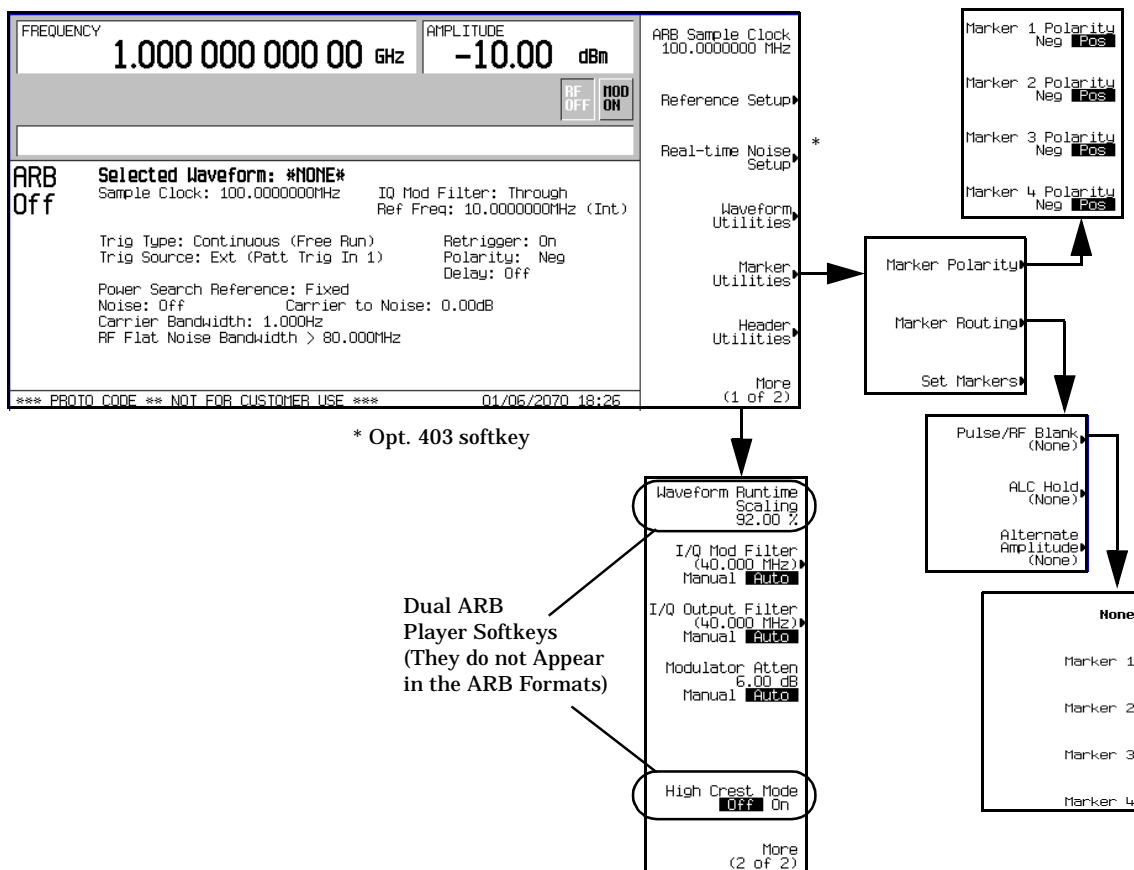 FREQUENCY
1.000 000 000 00 GHz
AMPLITUDE
-10.00 dBm
RF OFF
MOD ON
ARB Off
Selected Waveform: *NONE*
Sample Clock: 100.0000000MHz
IQ Mod Filter: Through
Ref Freq: 10.0000000MHz (Int)
Trig Type: Continuous (Free Run)
Retrigger: On
Trig Source: Ext (Patt Trig In 1)
Polarity: Neg
Delay: Off
Power Search Reference: Fixed
Noise: Off
Carrier to Noise: 0.00dB
Carrier Bandwidth: 1.000Hz
RF Flat Noise Bandwidth > 80.000MHz
*** PROTO CODE ** NOT FOR CUSTOMER USE ***
01/06/2070 18:26
ARB Sample Clock
100.0000000 MHz
Reference Setup
Real-time Noise
Setup
*
Waveform
Utilities
Marker
Utilities
Header
Utilities
More
(1 of 2)
* Opt. 403 softkey
Marker Polarity
Marker Routing
Set Markers
Marker 1 Polarity
Neg Pos
Marker 2 Polarity
Neg Pos
Marker 3 Polarity
Neg Pos
Marker 4 Polarity
Neg Pos
Pulse/RF Blank
(None)
ALC Hold
(None)
Alternate
Amplitude
(None)
None
Marker 1
Marker 2
Marker 3
Marker 4
Waveform Runtime
Scaling
92.00 %
I/Q Mod Filter
(40.000 MHz)
Manual Auto
I/Q Output Filter
(40.000 MHz)
Manual Auto
Modulator Atten
6.00 dB
Manual Auto
High Crest Mode
Off On
More
(2 of 2)
Dual ARB
Player Softkeys
(They do not Appear
in the ARB Formats)